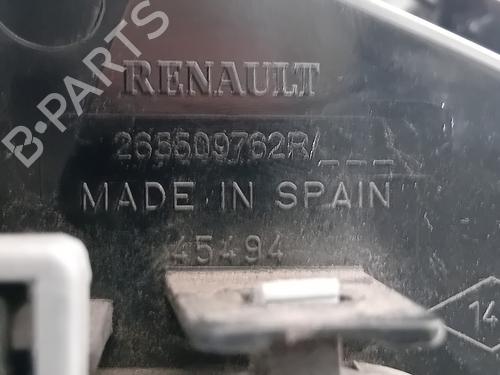 B-PARTS
RENAULT
265509762R/_ _ _
MADE IN SPAIN
45494
14